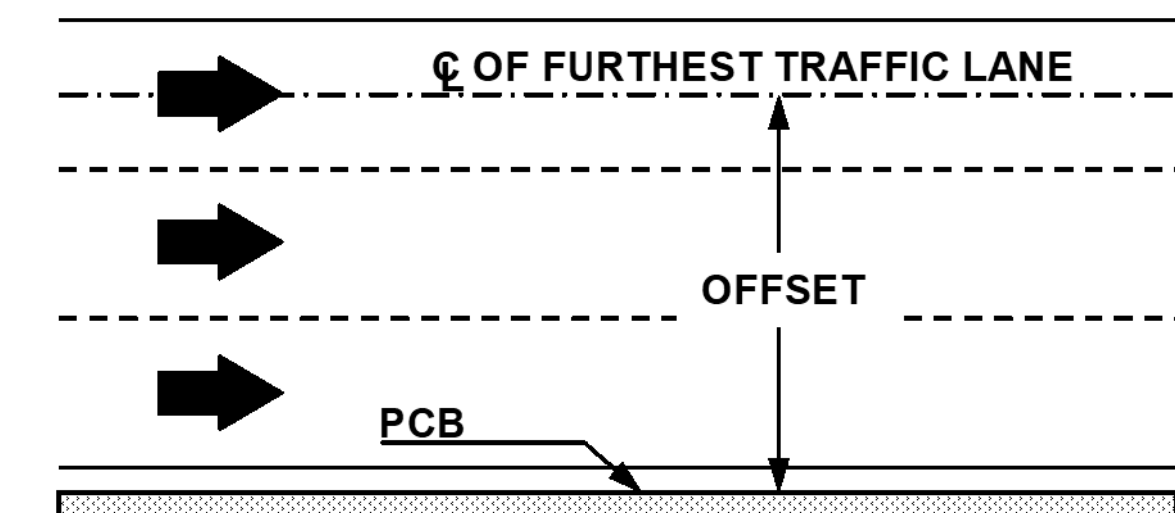 ℄ OF FURTHEST TRAFFIC LANE
OFFSET
PCB